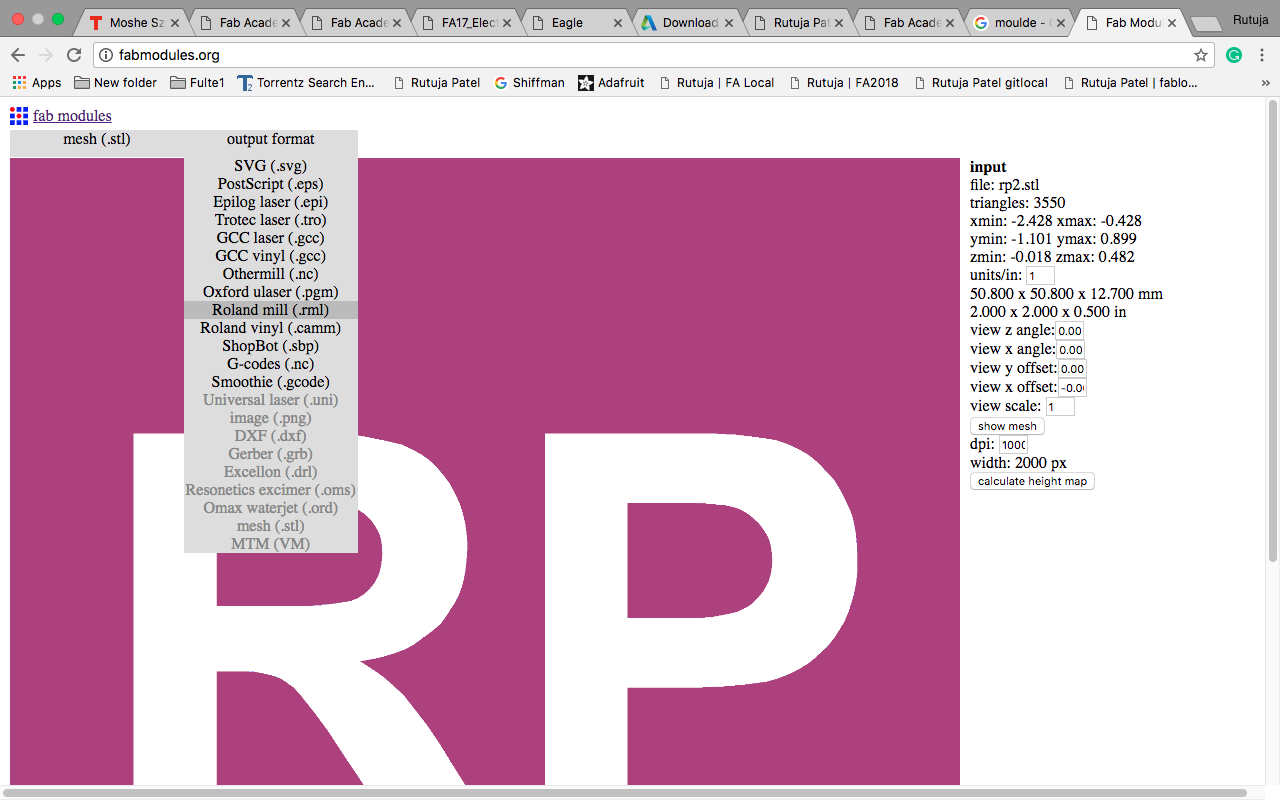 Moshe Sz
Fab Acade
Fab Acade
FA17_Elect
Eagle
Download
Rutuja Pat
Fab Acade
moulde - G
Fab Modu
Rutuja
fabmodules.org
Apps
New folder
Fulte1
Torrentz Search En...
Rutuja Patel
Shiffman
Adafruit
Rutuja | FA Local
Rutuja | FA2018
Rutuja Patel gitlocal
Rutuja Patel | fablo...
»
fab modules
mesh (.stl)
output format
SVG (.svg)
PostScript (.eps)
Epilog laser (.epi)
Trotec laser (.tro)
GCC laser (.gcc)
GCC vinyl (.gcc)
Othermill (.nc)
Oxford ulaser (.pgm)
Roland mill (.rml)
Roland vinyl (.camm)
ShopBot (.sbp)
G-codes (.nc)
Smoothie (.gcode)
Universal laser (.uni)
image (.png)
DXF (.dxf)
Gerber (.grb)
Excellon (.drl)
Resonetics excimer (.oms)
Omax waterjet (.ord)
mesh (.stl)
MTM (VM)
RP
input
file: rp2.stl
triangles: 3550
xmin: -2.428 xmax: -0.428
ymin: -1.101 ymax: 0.899
zmin: -0.018 zmax: 0.482
units/in: 1
50.800 x 50.800 x 12.700 mm
2.000 x 2.000 x 0.500 in
view z angle: 0.00
view x angle: 0.00
view y offset: 0.00
view x offset: -0.0
view scale: 1
show mesh
dpi: 100
width: 2000 px
calculate height map